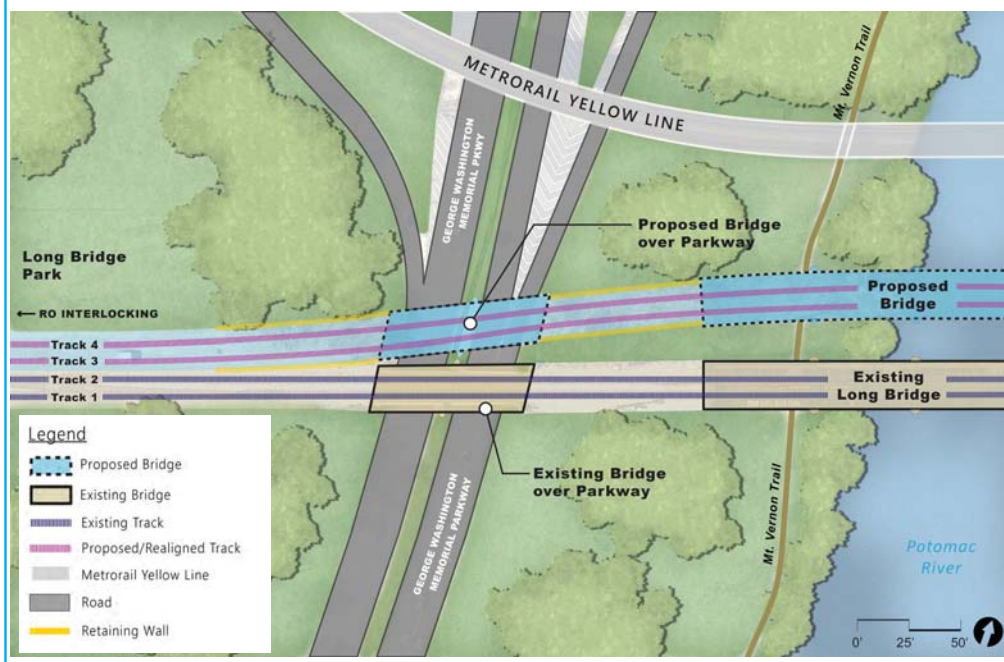 METRORAIL YELLOW LINE
Mt. Vernon Trail
GEORGE WASHINGTON
MEMORIAL PKWY
Proposed Bridge
over Parkway
Long Bridge
Park
← RO INTERLOCKING
Proposed
Bridge
Track 4
Track 3
Track 2
Track 1
Existing
Long Bridge
Existing Bridge
over Parkway
GEORGE WASHINGTON
MEMORIAL PARKWAY
Mt. Vernon Trail
Potomac
River
Legend
Proposed Bridge
Existing Bridge
Existing Track
Proposed/Realigned Track
Metrorail Yellow Line
Road
Retaining Wall
0' 25' 50'